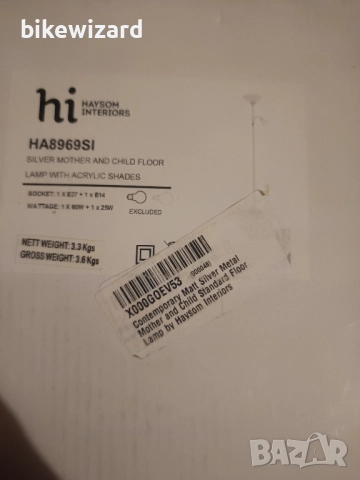 bikewizard
hi HAYSOM
INTERIORS
HA8969SI
SILVER MOTHER AND CHILD FLOOR
LAMP WITH ACRYLIC SHADES
SOCKET: 1 X E27 + 1 x E14
WATTAGE: 1 X 60W + 1 x 25W
EXCLUDED
NETT WEIGHT: 3.3 Kgs
GROSS WEIGHT: 3.6 Kgs
X000GOEV53
Contemporary Matt Silver Metal
Mother and Child Standard Floor
Lamp by Haysom Interiors
BAZAR